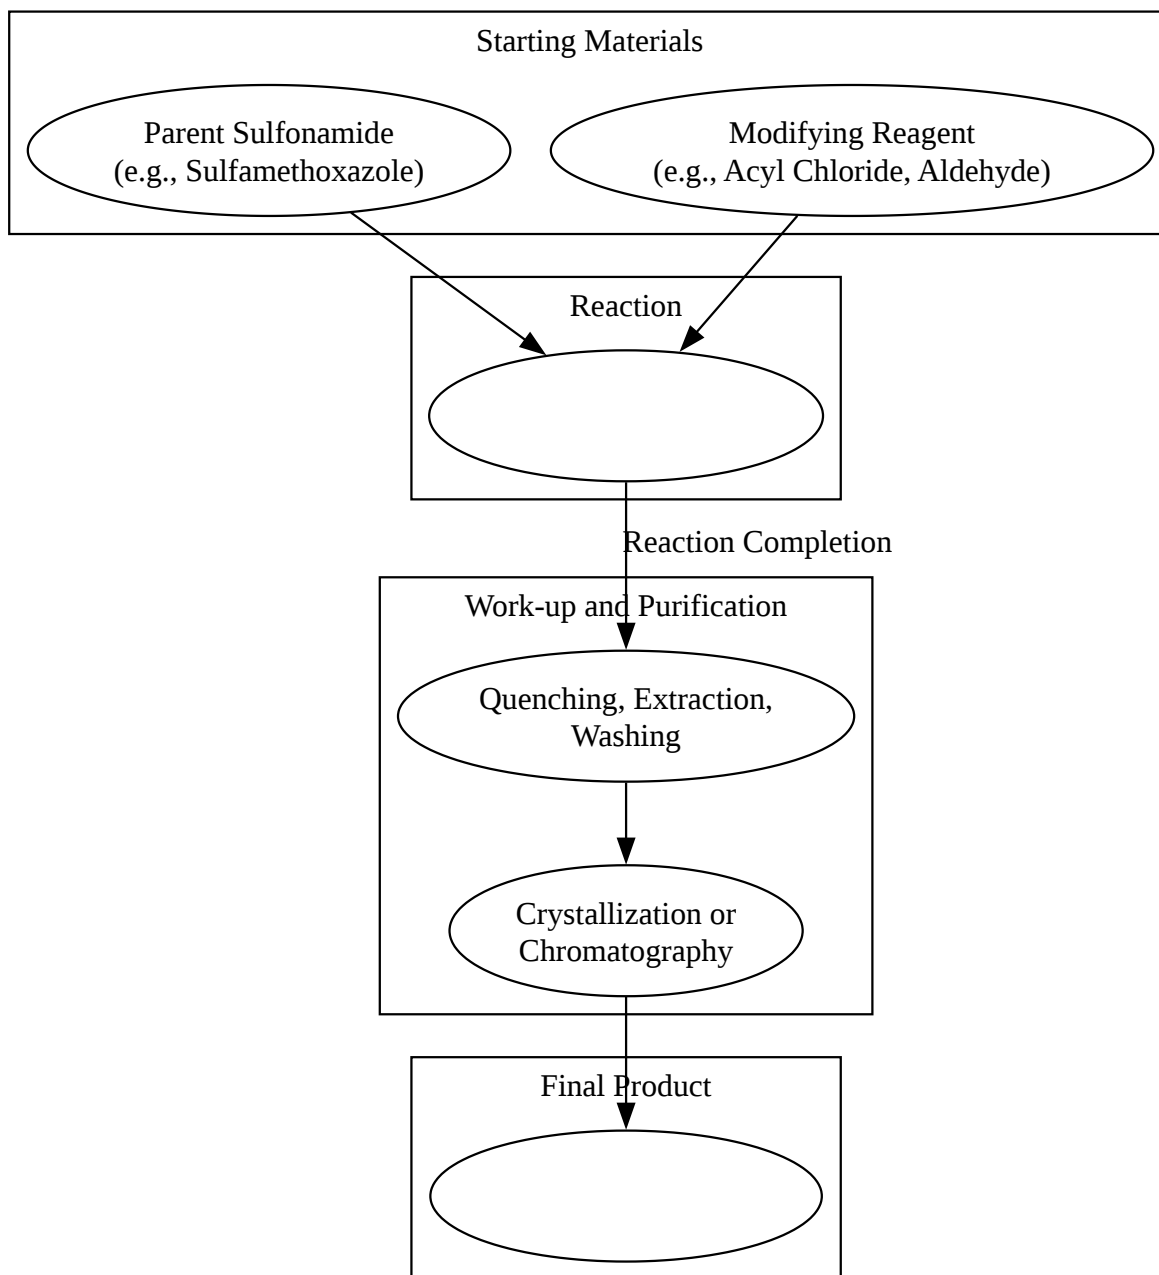 Starting Materials
Parent Sulfonamide
(e.g., Sulfamethoxazole)
Modifying Reagent
(e.g., Acyl Chloride, Aldehyde)
Reaction
Reaction Completion
Work-up and Purification
Quenching, Extraction,
Washing
Crystallization or
Chromatography
Final Product